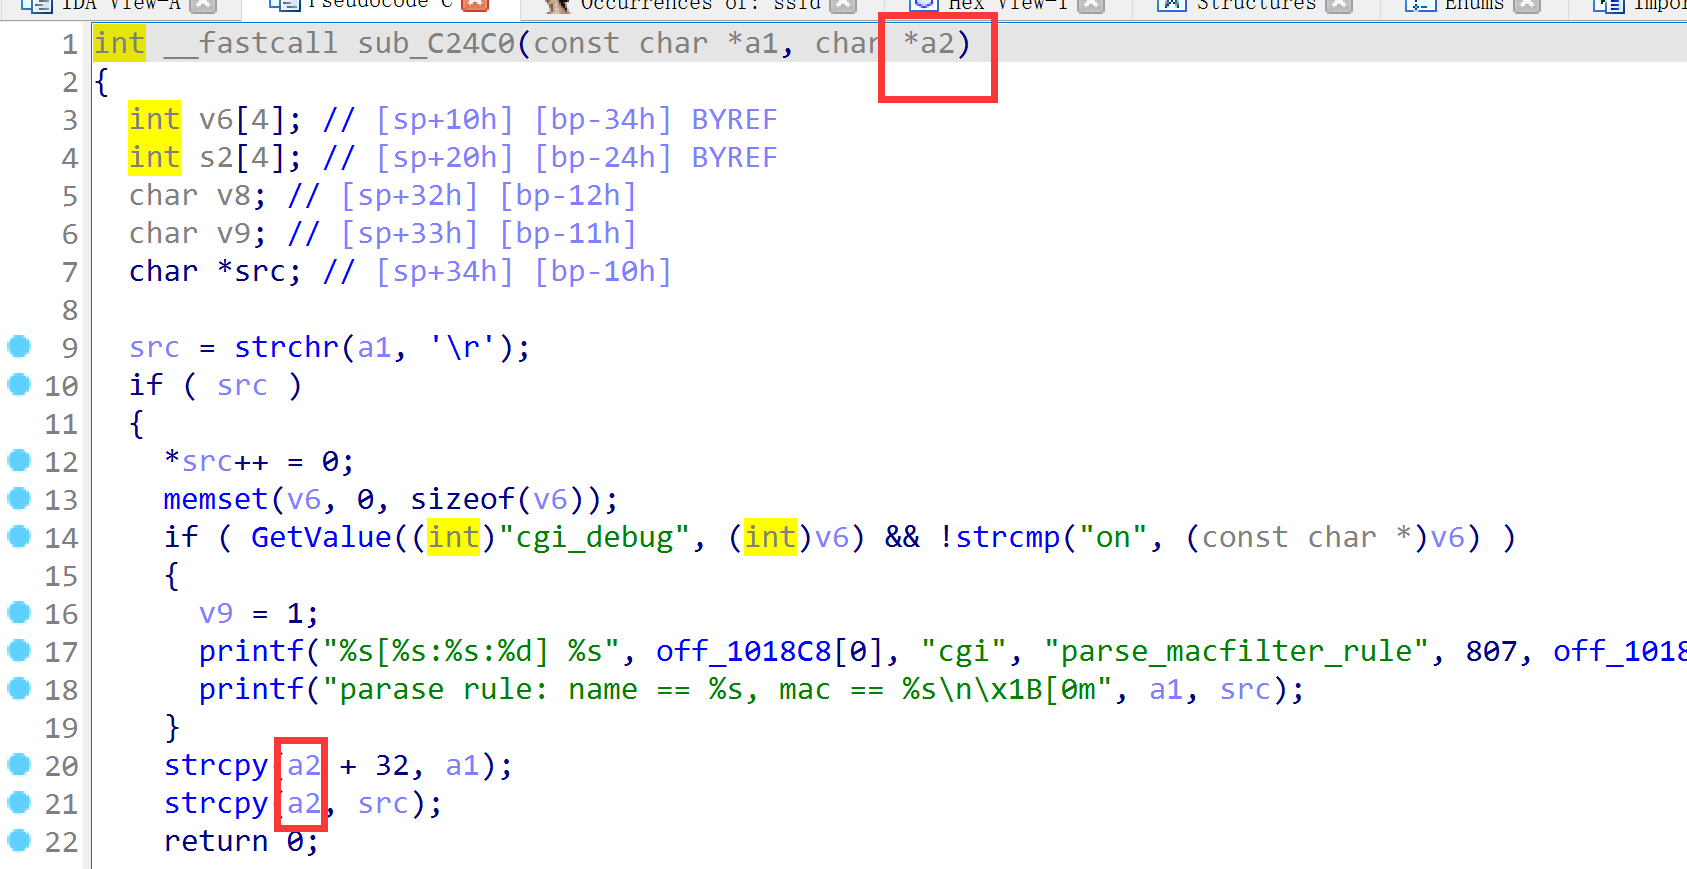 IDA View-A Pseudocode-C Occurrences of: ssid Hex View-1 Structures Enums
1 int __fastcall sub_C24C0(const char *a1, char *a2)
2 {
3 int v6[4]; // [sp+10h] [bp-34h] BYREF
4 int s2[4]; // [sp+20h] [bp-24h] BYREF
5 char v8; // [sp+32h] [bp-12h]
6 char v9; // [sp+33h] [bp-11h]
7 char *src; // [sp+34h] [bp-10h]
8
9 src = strchr(a1, '\r');
10 if ( src )
11 {
12 *src++ = 0;
13 memset(v6, 0, sizeof(v6));
14 if ( GetValue((int)"cgi_debug", (int)v6) && !strcmp("on", (const char *)v6) )
15 {
16 v9 = 1;
17 printf("%s[%s:%s:%d] %s", off_1018C8[0], "cgi", "parse_macfilter_rule", 807, off_1018
18 printf("parase rule: name == %s, mac == %s\n\x1B[0m", a1, src);
19 }
20 strcpy(a2 + 32, a1);
21 strcpy(a2, src);
22 return 0;